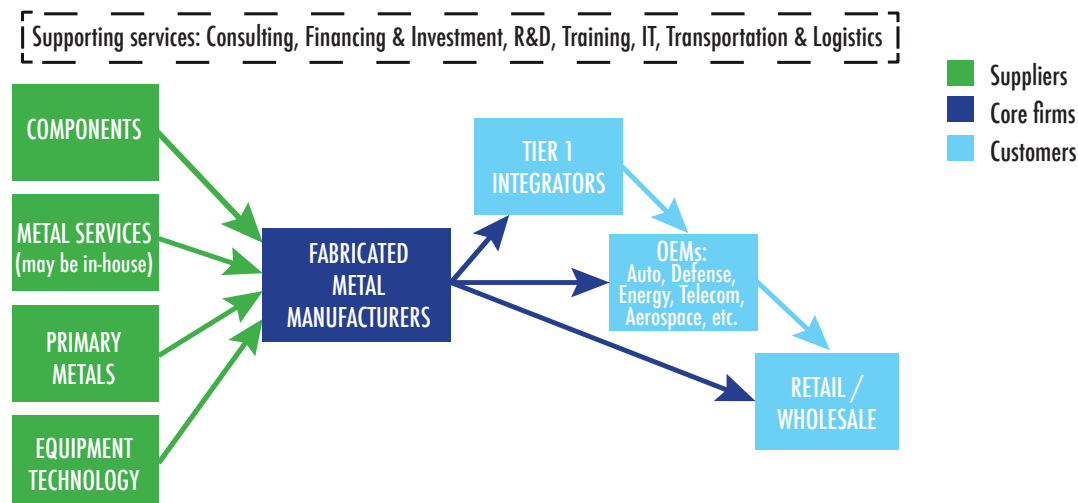 Supporting services: Consulting, Financing & Investment, R&D, Training, IT, Transportation & Logistics
Suppliers
Core firms
Customers
COMPONENTS
METAL SERVICES
(may be in-house)
PRIMARY
METALS
EQUIPMENT
TECHNOLOGY
FABRICATED
METAL
MANUFACTURERS
TIER 1
INTEGRATORS
OEMs:
Auto, Defense,
Energy, Telecom,
Aerospace, etc.
RETAIL /
WHOLESALE